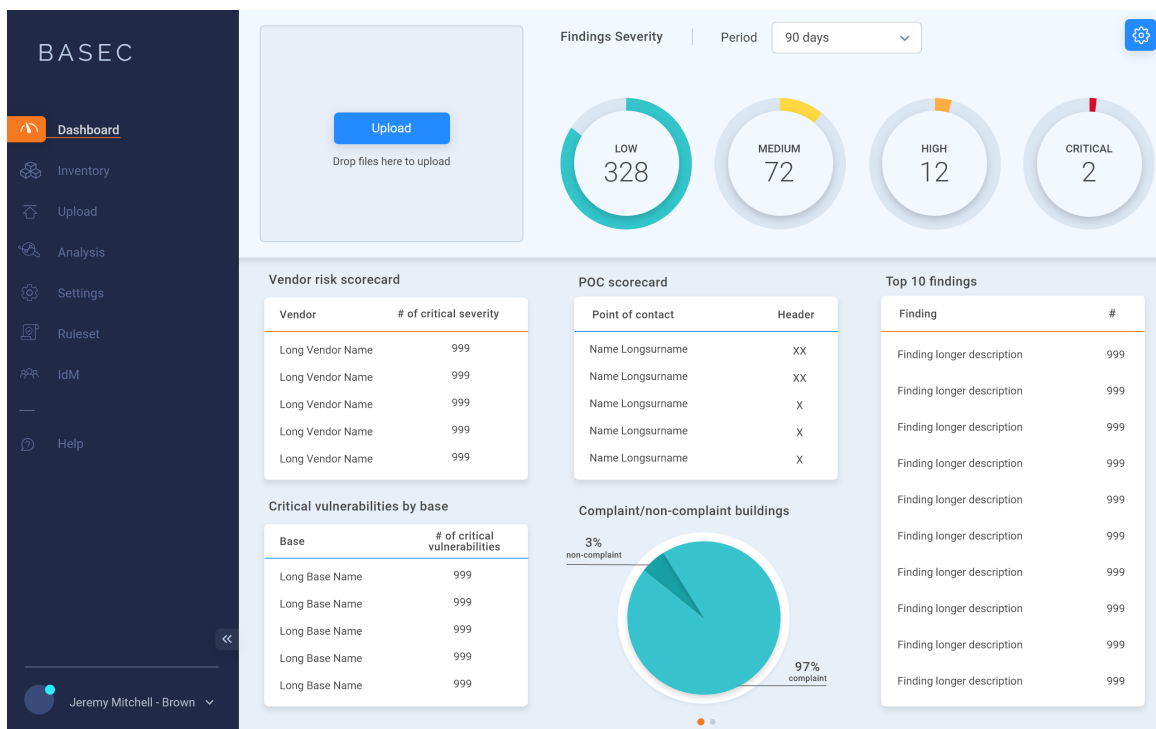 BASEC
Dashboard
Inventory
Upload
Analysis
Settings
Ruleset
IdM
Help
Jeremy Mitchell - Brown
Upload
Drop files here to upload
Findings Severity
Period
90 days
LOW
328
MEDIUM
72
HIGH
12
CRITICAL
2
Vendor risk scorecard
Vendor # of critical severity
Long Vendor Name 999
Long Vendor Name 999
Long Vendor Name 999
Long Vendor Name 999
Long Vendor Name 999
POC scorecard
Point of contact Header
Name Longsurname XX
Name Longsurname XX
Name Longsurname X
Name Longsurname X
Name Longsurname X
Top 10 findings
Finding #
Finding longer description 999
Finding longer description 999
Finding longer description 999
Finding longer description 999
Finding longer description 999
Finding longer description 999
Finding longer description 999
Finding longer description 999
Finding longer description 999
Finding longer description 999
Critical vulnerabilities by base
Base # of critical
vulnerabilities
Long Base Name 999
Long Base Name 999
Long Base Name 999
Long Base Name 999
Long Base Name 999
Complaint/non-complaint buildings
3%
non-complaint
97%
complaint